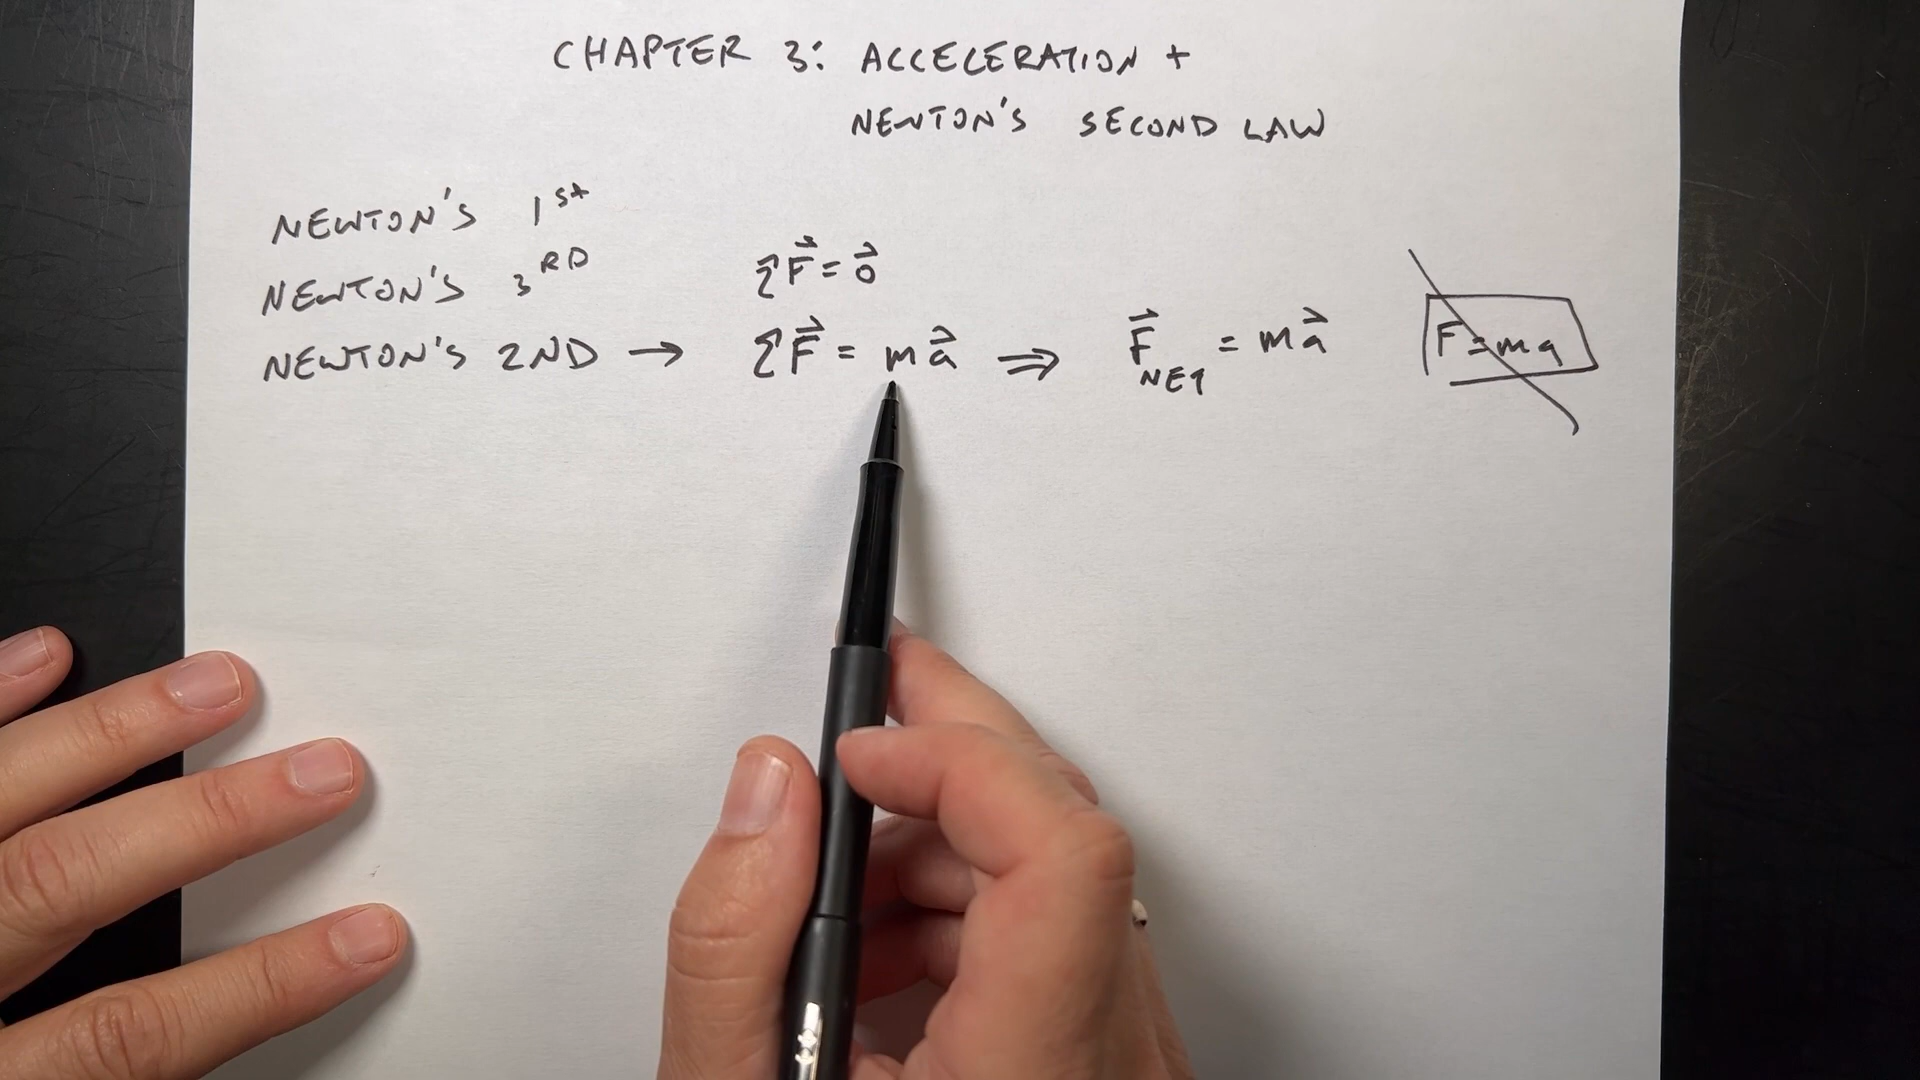 CHAPTER 3: ACCELERATION +
NEWTON'S SECOND LAW
NEWTON'S 1ST
NEWTON'S 3RD
ΣF⃗ = 0⃗
NEWTON'S 2ND → ΣF⃗ = ma⃗ ⇒ F⃗NET = ma⃗ F=ma